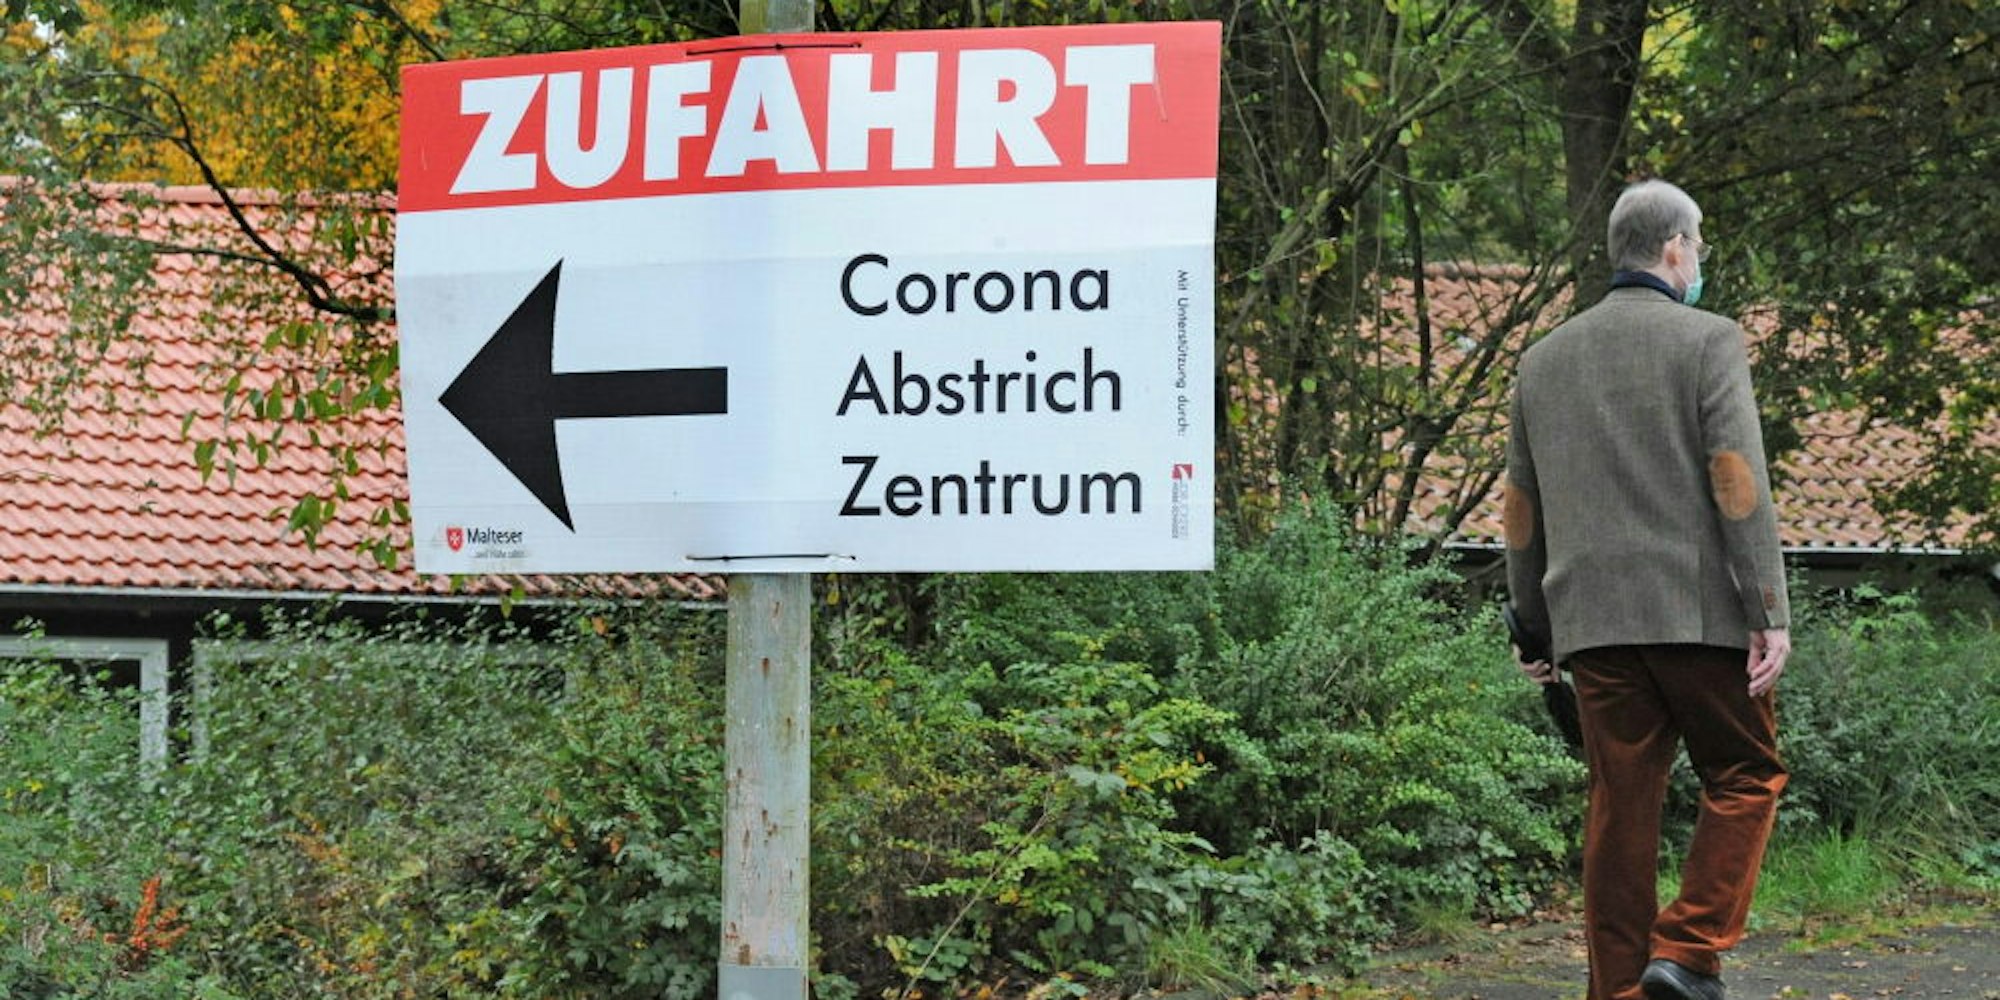 ZUFAHRT
Corona
Abstrich
Zentrum
Mit Unterstützung durch:
Malteser